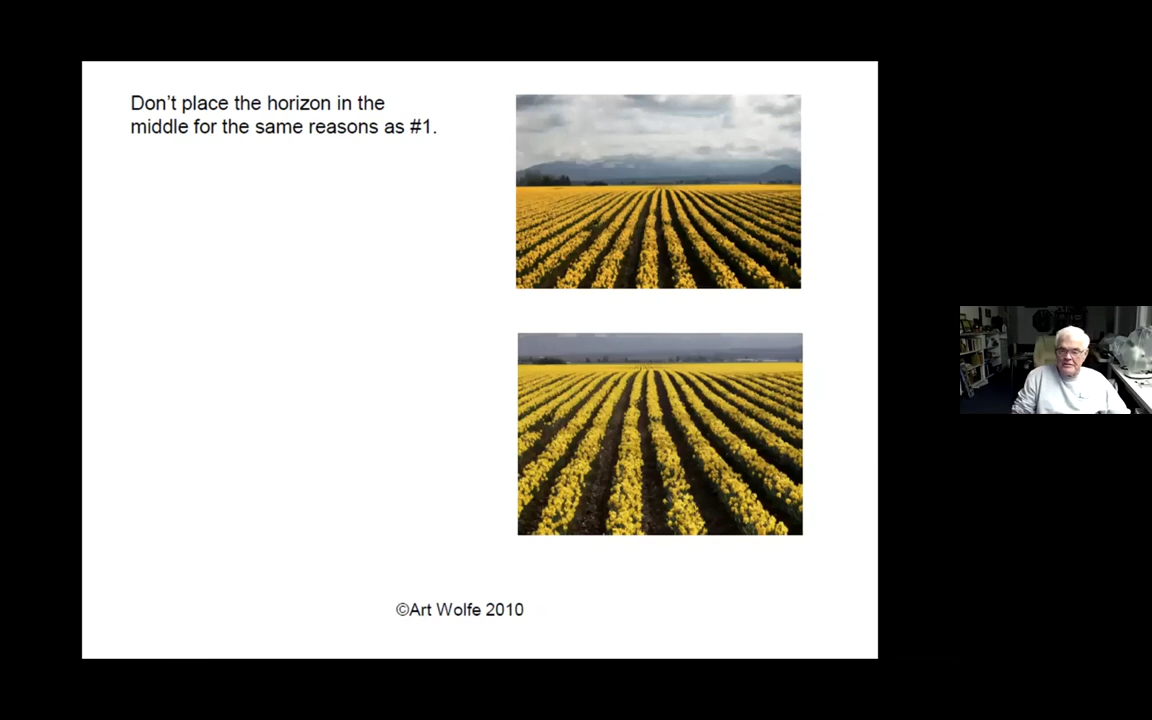 Don't place the horizon in the
middle for the same reasons as #1.
©Art Wolfe 2010